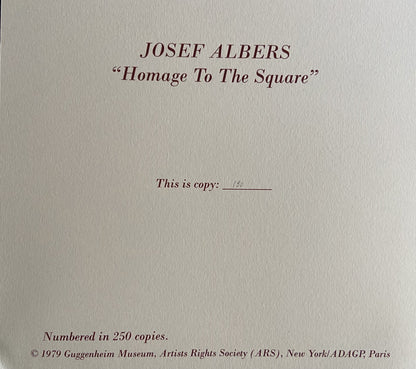 JOSEF ALBERS
“Homage To The Square”
This is copy: 190
Numbered in 250 copies.
© 1979 Guggenheim Museum, Artists Rights Society (ARS), New York/ADAGP, Paris